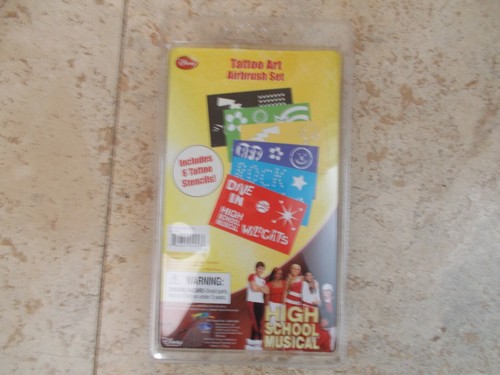 Disney
Tattoo Art
Airbrush Set
Includes
6 Tattoo
Stencils!
ROCK
DIVE
IN
HIGH
SCHOOL
MUSICAL
WILDCATS
WARNING:
HIGH
SCHOOL
MUSICAL
Disney